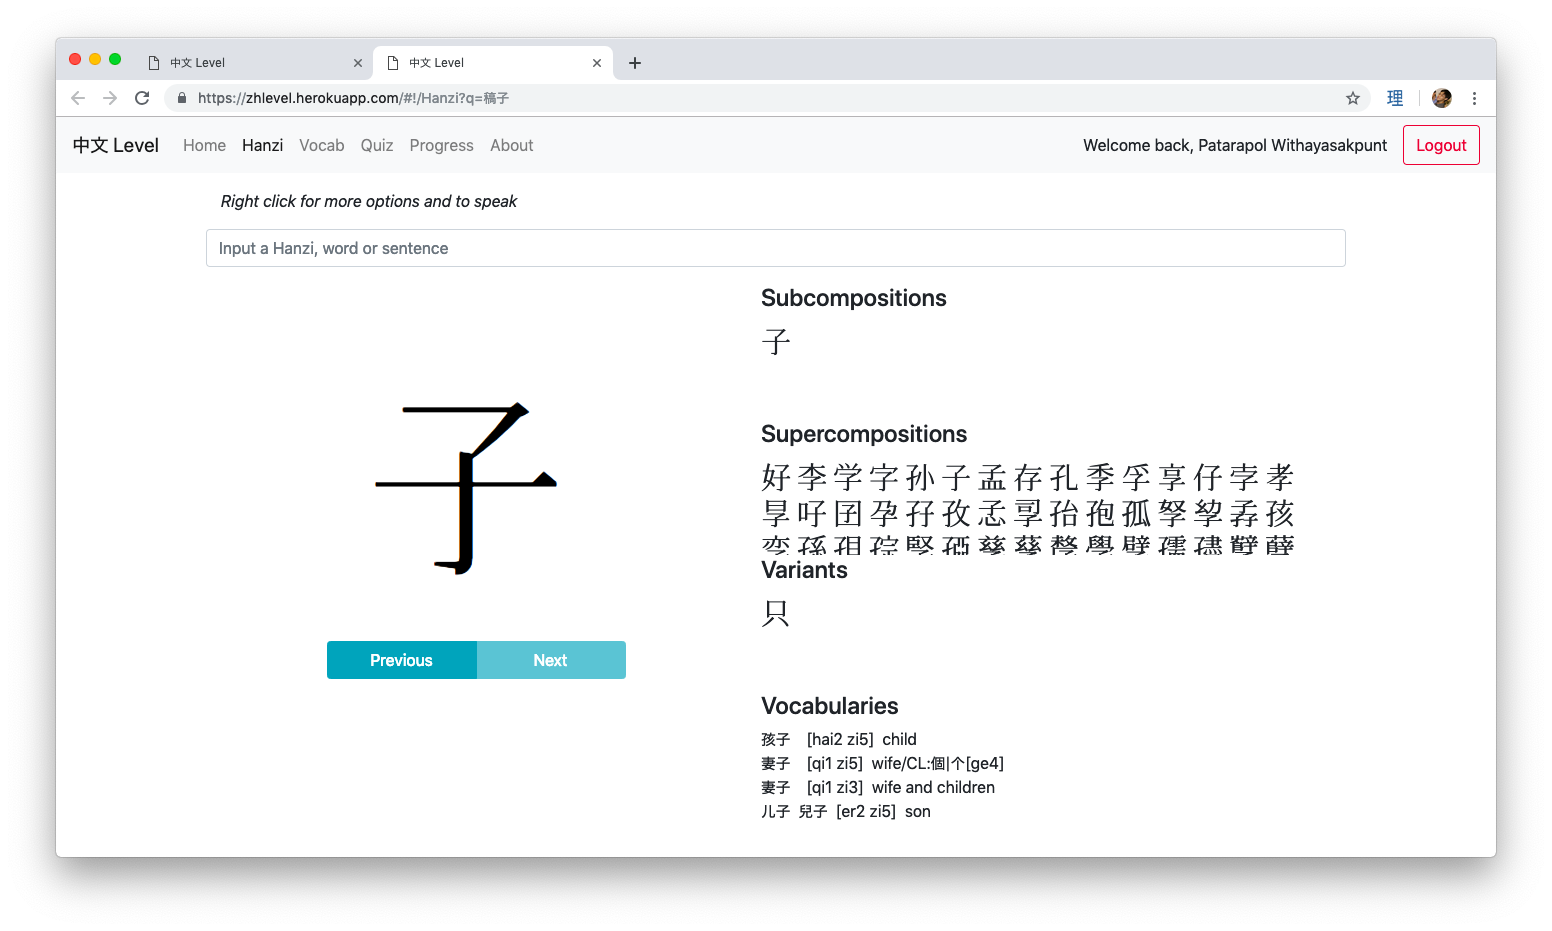 中文 Level
中文 Level
https://zhlevel.herokuapp.com/#!/Hanzi?q=稿子
理
中文 Level Home Hanzi Vocab Quiz Progress About Welcome back, Patarapol Withayasakpunt Logout
Right click for more options and to speak
Input a Hanzi, word or sentence
子
Previous Next
Subcompositions
子
Supercompositions
好 李 学 字 孙 子 孟 存 孔 季 孚 享 仔 孛 孝
孠 吇 囝 孕 孖 孜 孞 孠 孡 孢 孤 孥 孧 孨 孩
Variants
只
Vocabularies
孩子 [hai2 zi5] child
妻子 [qi1 zi5] wife/CL:個|个[ge4]
妻子 [qi1 zi3] wife and children
儿子 兒子 [er2 zi5] son